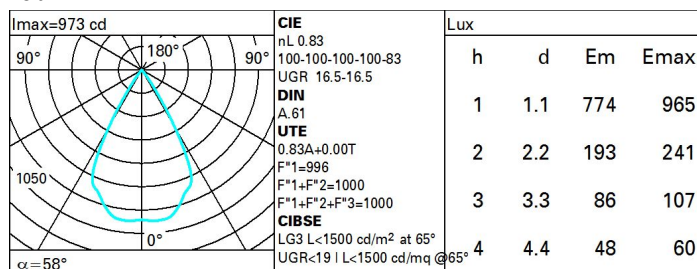 Imax=973 cd
90°
180°
90°
1050
0°
α=58°
CIE
nL 0.83
100-100-100-100-83
UGR 16.5-16.5
DIN
A.61
UTE
0.83A+0.00T
F"1=996
F"1+F"2=1000
F"1+F"2+F"3=1000
CIBSE
LG3 L<1500 cd/m² at 65°
UGR<19 | L<1500 cd/mq @65°
Lux
h d Em Emax
1 1.1 774 965
2 2.2 193 241
3 3.3 86 107
4 4.4 48 60